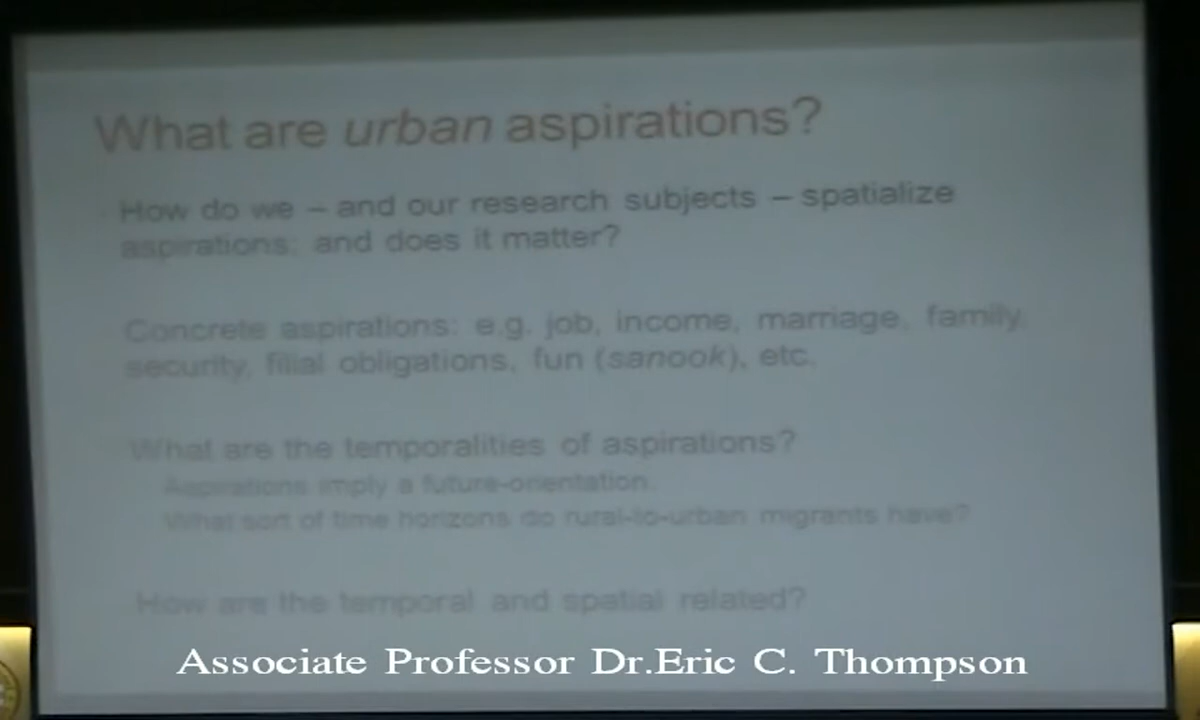 What are urban aspirations?
How do we – and our research subjects – spatialize
aspirations; and does it matter?
Concrete aspirations: e.g. job, income, marriage, family
security, filial obligations, fun (sanook), etc.
What are the temporalities of aspirations?
Aspirations imply a future-orientation.
What sort of time horizons do rural-to-urban migrants have?
How are the temporal and spatial related?
Associate Professor Dr.Eric C. Thompson